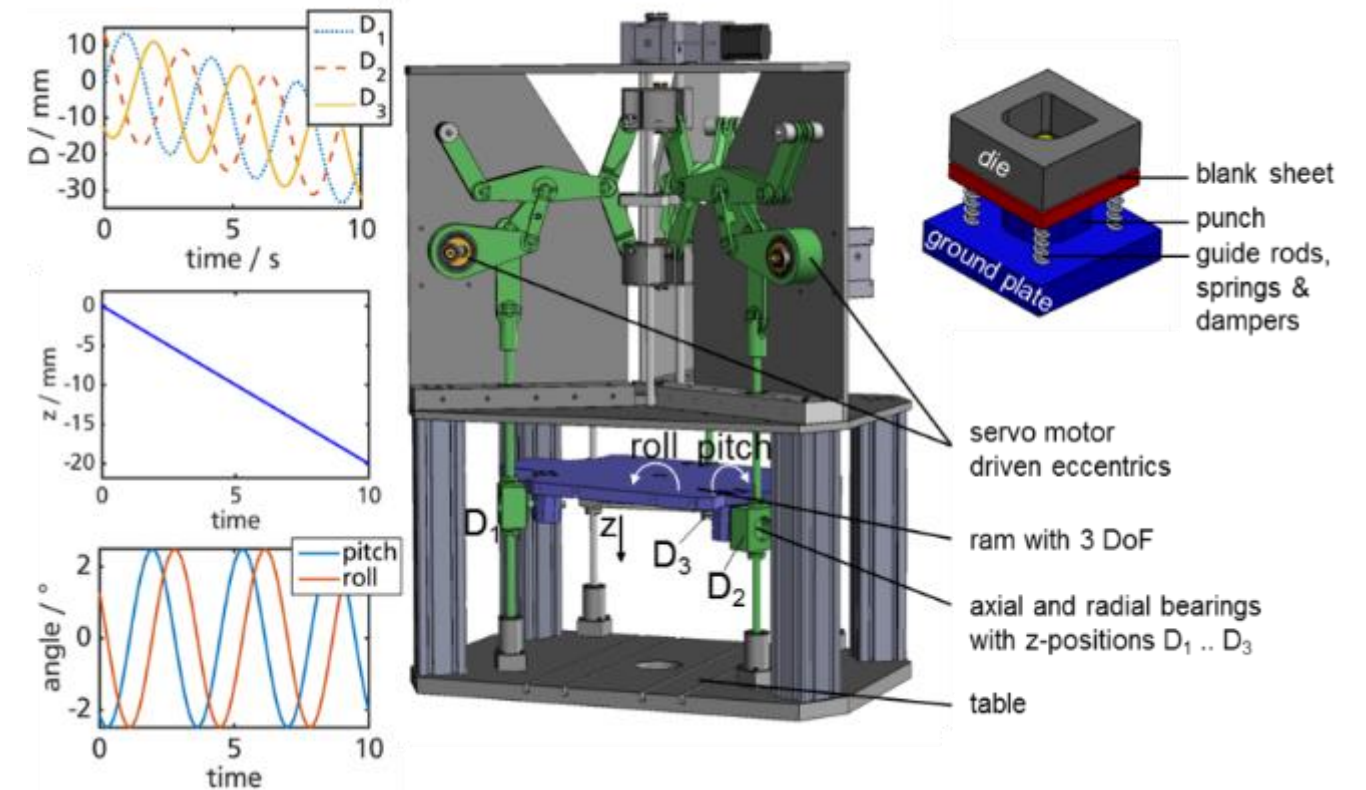 D / mm
10
0
-10
-20
-30
0
5
10
time / s
D₁
D₂
D₃
z / mm
0
-5
-10
-15
-20
0
5
10
time
angle / °
2
0
-2
0
5
10
time
pitch
roll
roll pitch
D₁
z
D₃
D₂
die
ground plate
blank sheet
punch
guide rods,
springs &
dampers
servo motor
driven eccentrics
ram with 3 DoF
axial and radial bearings
with z-positions D₁ .. D₃
table